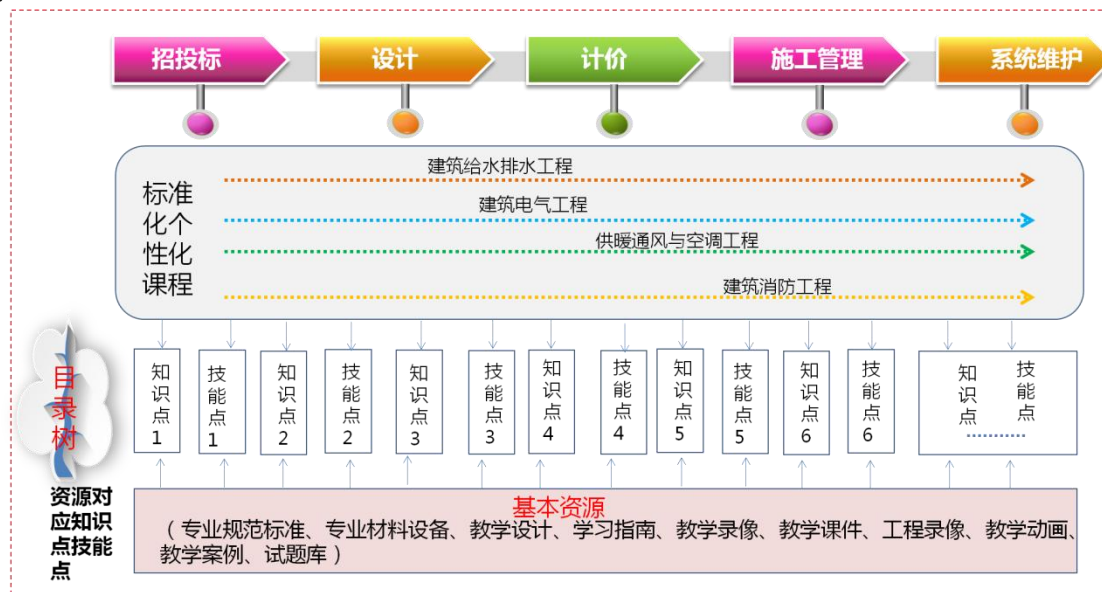 招投标
设计
计价
施工管理
系统维护
标准
化个
性化
课程
建筑给水排水工程
建筑电气工程
供暖通风与空调工程
建筑消防工程
目录树
知识点1
技能点1
知识点2
技能点2
知识点3
技能点3
知识点4
技能点4
知识点5
技能点5
知识点6
技能点6
知识点
技能点
…………
资源对
应知识
点技能
点
基本资源
（专业规范标准、专业材料设备、教学设计、学习指南、教学录像、教学课件、工程录像、教学动画、
教学案例、试题库）